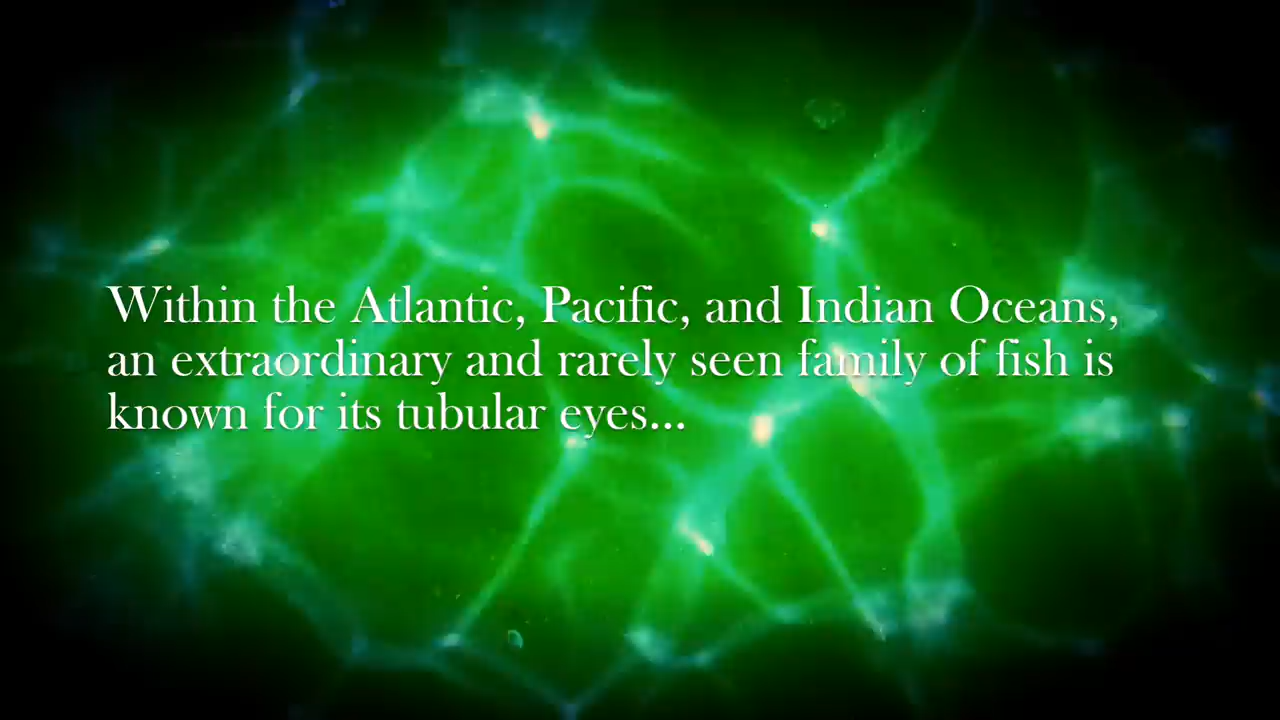 Within the Atlantic, Pacific, and Indian Oceans,
an extraordinary and rarely seen family of fish is
known for its tubular eyes...